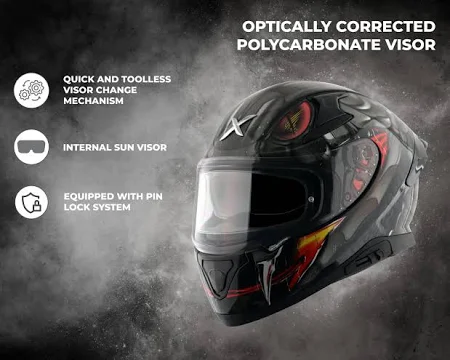 OPTICALLY CORRECTED
POLYCARBONATE VISOR
QUICK AND TOOLLESS
VISOR CHANGE
MECHANISM
INTERNAL SUN VISOR
EQUIPPED WITH PIN
LOCK SYSTEM